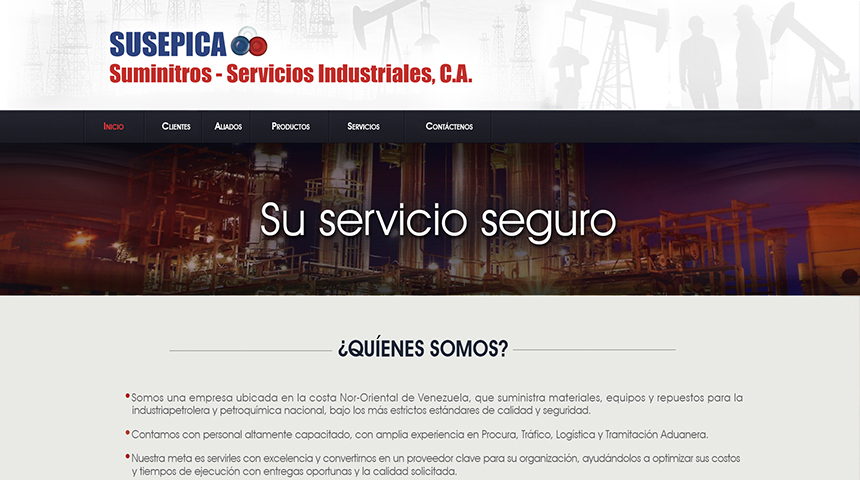 SUSEPICA
Suminitros - Servicios Industriales, C.A.
Inicio Clientes Aliados Productos Servicios Contáctenos
Su servicio seguro
¿QUÍENES SOMOS?
•Somos una empresa ubicada en la costa Nor-Oriental de Venezuela, que suministra materiales, equipos y repuestos para la
industriapetrolera y petroquímica nacional, bajo los más estrictos estándares de calidad y seguridad.
•Contamos con personal altamente capacitado, con amplia experiencia en Procura, Tráfico, Logística y Tramitación Aduanera.
•Nuestra meta es servirles con excelencia y convertirnos en un proveedor clave para su organización, ayudándolos a optimizar sus costos
y tiempos de ejecución con entregas oportunas y la calidad solicitada.